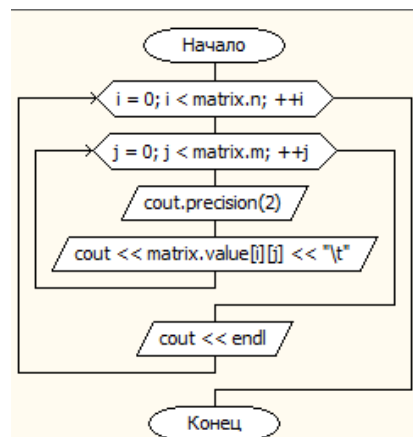 Начало
i = 0; i < matrix.n; ++i
j = 0; j < matrix.m; ++j
cout.precision(2)
cout << matrix.value[i][j] << "\t"
cout << endl
Конец